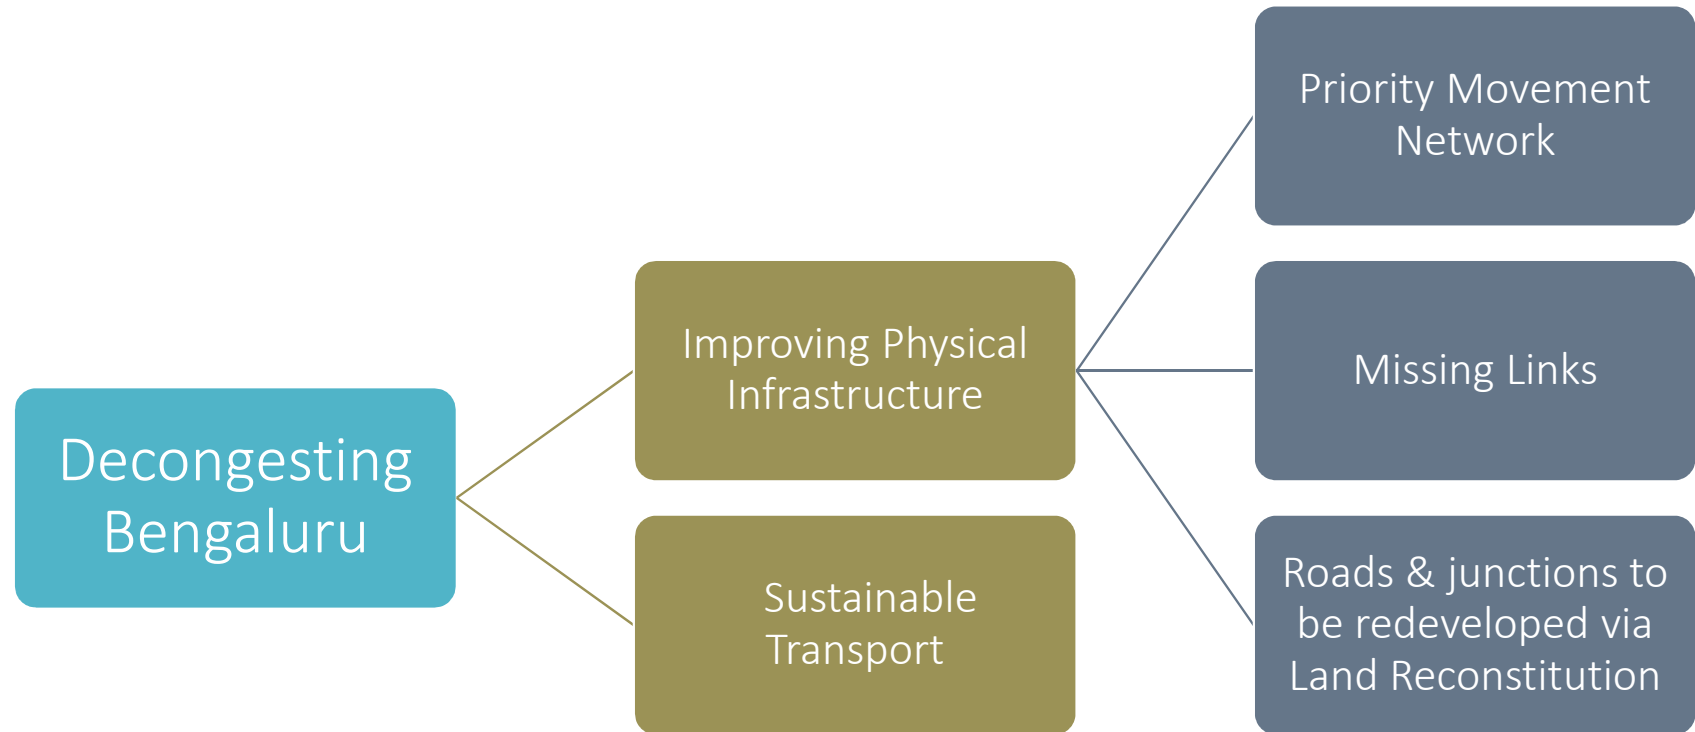 Decongesting
Bengaluru
Improving Physical
Infrastructure
Sustainable
Transport
Priority Movement
Network
Missing Links
Roads & junctions to
be redeveloped via
Land Reconstitution